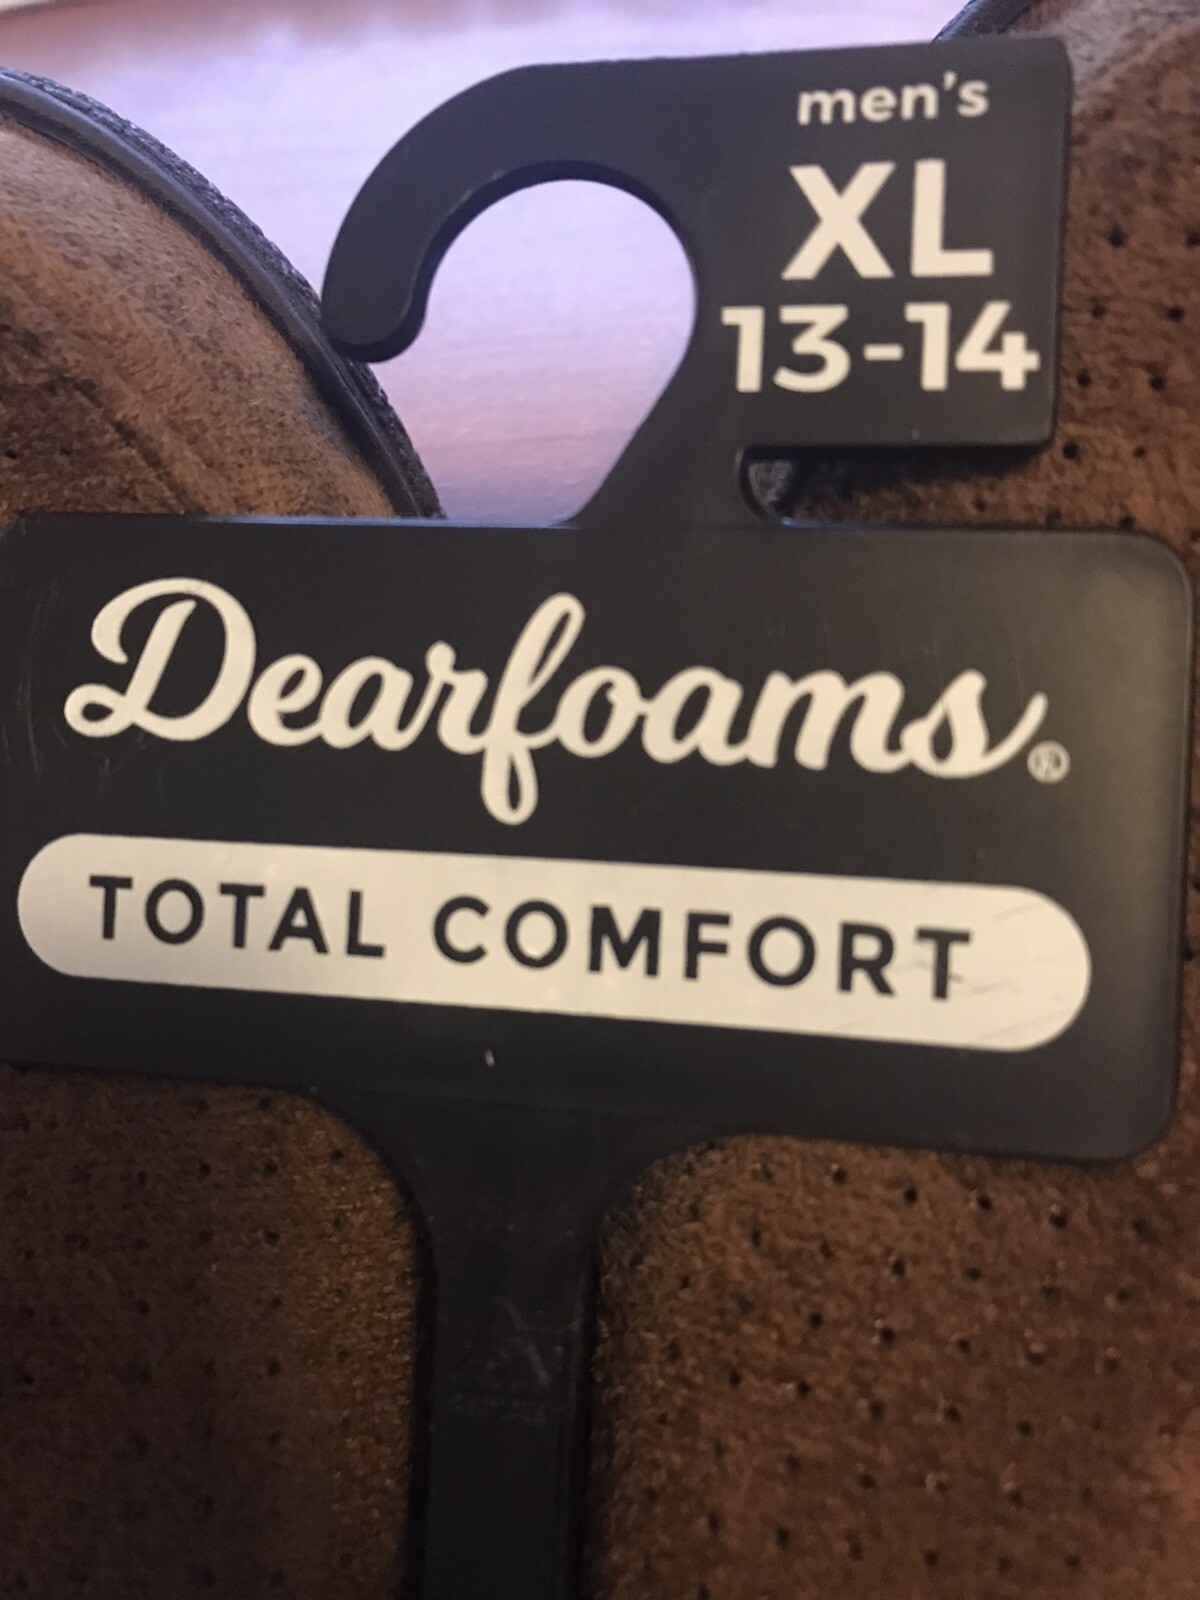 men's
XL
13-14
Dearfoams®
TOTAL COMFORT